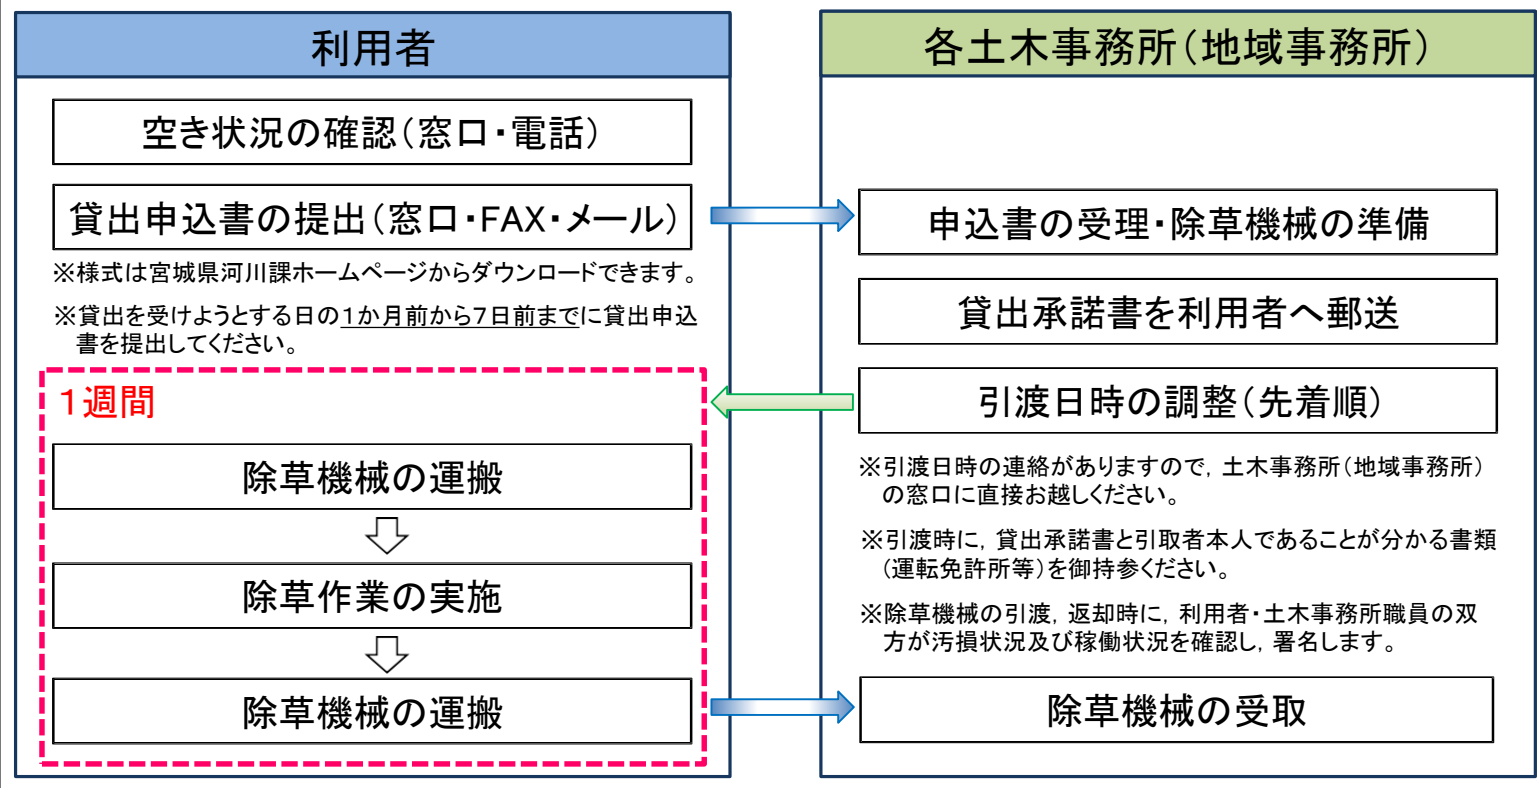 利用者
空き状況の確認(窓口・電話)
貸出申込書の提出(窓口・FAX・メール)
※様式は宮城県河川課ホームページからダウンロードできます。
※貸出を受けようとする日の1か月前から7日前までに貸出申込
書を提出してください。
1週間
除草機械の運搬
除草作業の実施
除草機械の運搬
各土木事務所(地域事務所)
申込書の受理・除草機械の準備
貸出承諾書を利用者へ郵送
引渡日時の調整(先着順)
※引渡日時の連絡がありますので,土木事務所(地域事務所)
の窓口に直接お越しください。
※引渡時に,貸出承諾書と引取者本人であることが分かる書類
(運転免許所等)を御持参ください。
※除草機械の引渡,返却時に,利用者・土木事務所職員の双
方が汚損状況及び稼働状況を確認し,署名します。
除草機械の受取